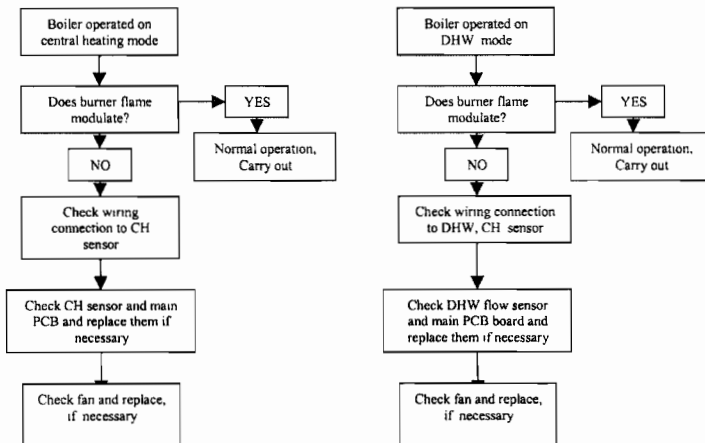 Boiler operated on
central heating mode
Does burner flame
modulate?
YES
NO
Normal operation,
Carry out
Check wiring
connection to CH
sensor
Check CH sensor and main
PCB and replace them if
necessary
Check fan and replace,
if necessary
Boiler operated on
DHW mode
Does burner flame
modulate?
YES
NO
Normal operation,
Carry out
Check wiring connection
to DHW, CH sensor
Check DHW flow sensor
and main PCB board and
replace them if necessary
Check fan and replace,
if necessary